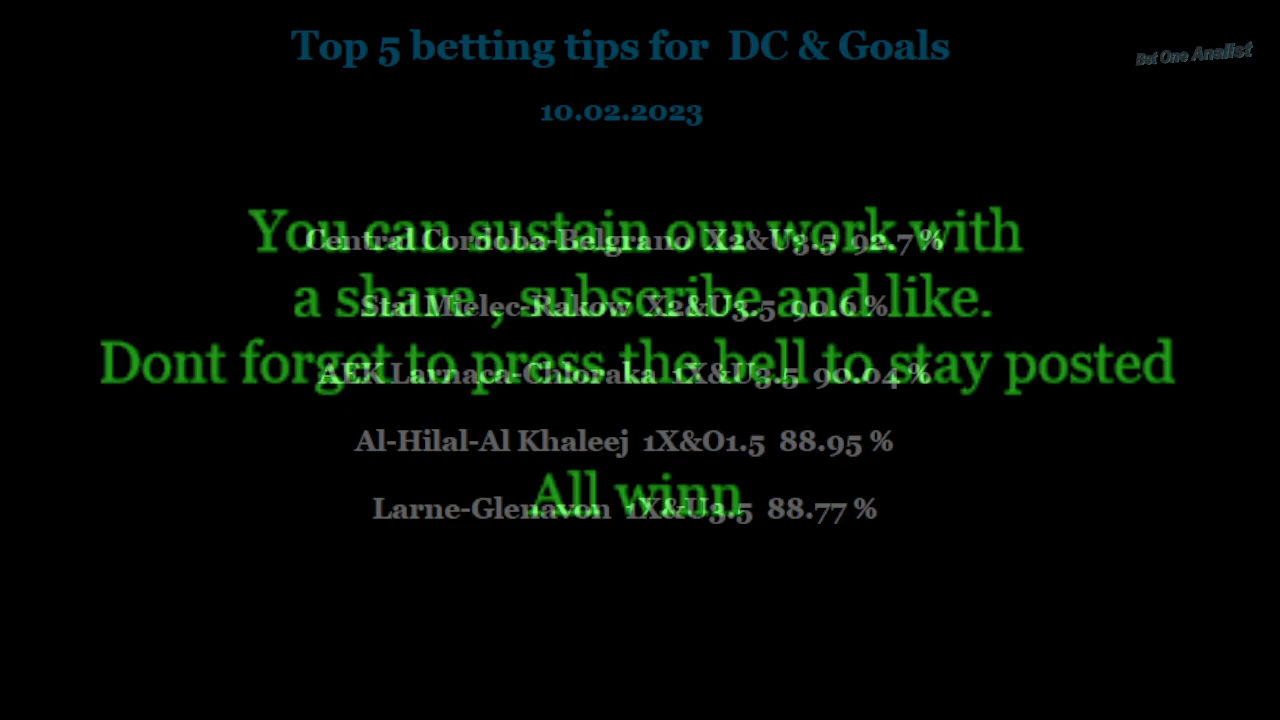 Top 5 betting tips for DC & Goals
Bet One Analist
10.02.2023
You can sustain our work with
Central Cordoba-Belgrano X2&U3.5 92.7 %
a share , subscribe and like.
Stal Mielec-Rakow X2&U3.5 90.6 %
Dont forget to press the bell to stay posted
AEK Larnaca-Chloraka 1X&U3.5 90.04 %
Al-Hilal-Al Khaleej 1X&O1.5 88.95 %
All winn
Larne-Glenavon 1X&U3.5 88.77 %